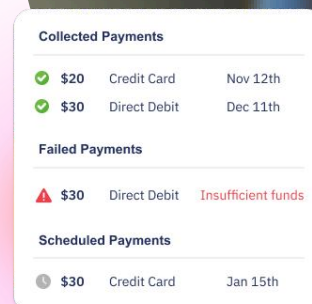 Collected Payments
$20 Credit Card Nov 12th
$30 Direct Debit Dec 11th
Failed Payments
$30 Direct Debit Insufficient funds
Scheduled Payments
$30 Credit Card Jan 15th